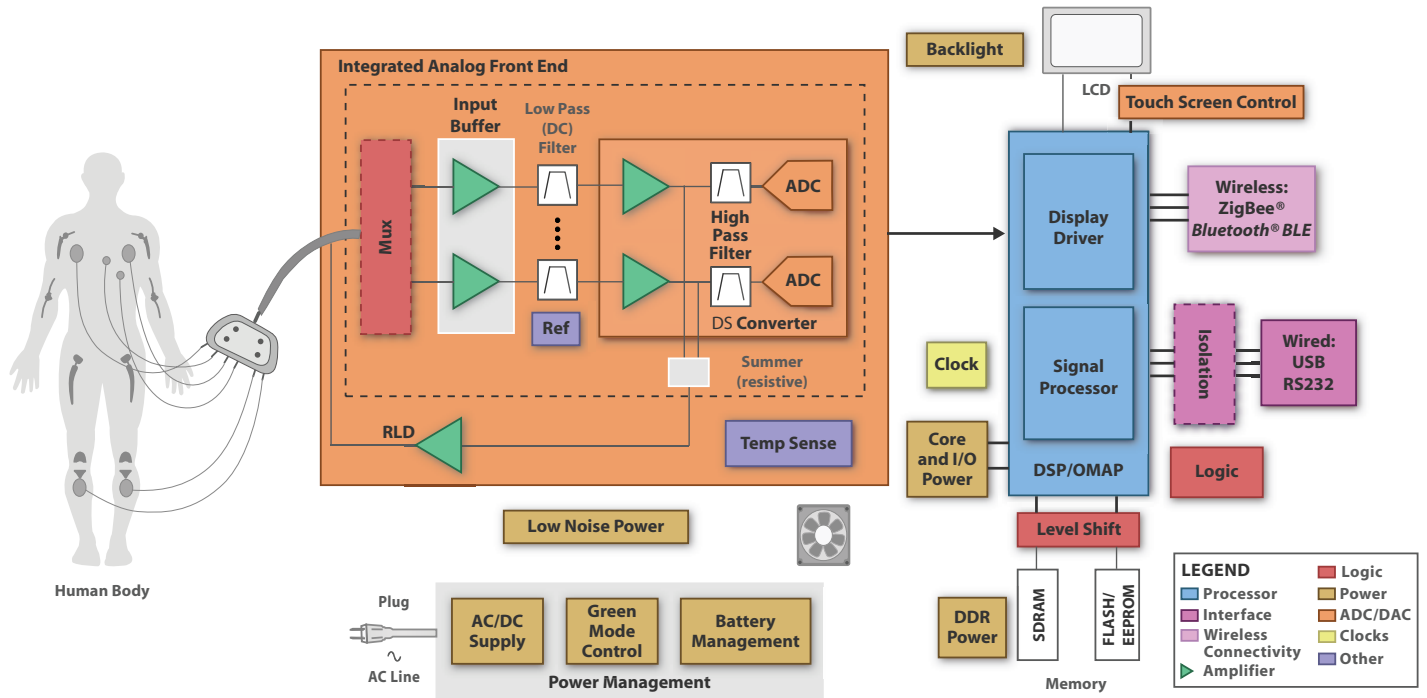 Integrated Analog Front End
Input
Buffer
Low Pass
(DC)
Filter
Mux
ADC
High
Pass
Filter
ADC
DS Converter
Ref
Summer
(resistive)
RLD
Temp Sense
Human Body
Low Noise Power
Plug
AC Line
AC/DC
Supply
Green
Mode
Control
Battery
Management
Power Management
Backlight
LCD
Touch Screen Control
Display
Driver
Wireless:
ZigBee®
Bluetooth® BLE
Signal
Processor
Isolation
Wired:
USB
RS232
Clock
Core
and I/O
Power
DSP/OMAP
Logic
Level Shift
DDR
Power
SDRAM
FLASH/
EEPROM
Memory
LEGEND
Processor
Interface
Wireless
Connectivity
Amplifier
Logic
Power
ADC/DAC
Clocks
Other